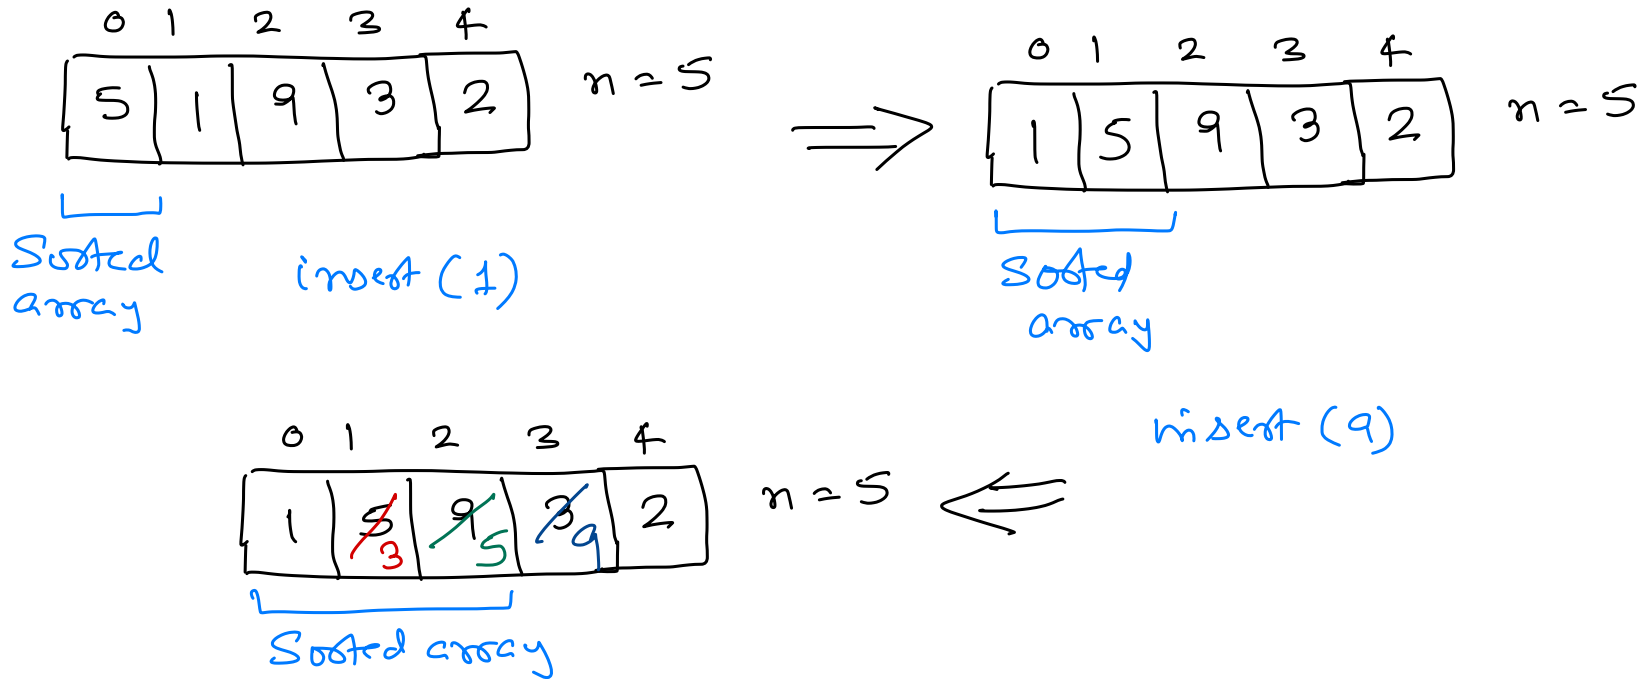 0 1 2 3 4
5 1 9 3 2 n = 5
Sorted
array
insert (1)
0 1 2 3 4
1 5 9 3 2 n = 5
Sorted
array
insert (9)
0 1 2 3 4
1 5 9 3 2 n = 5
3 5 9
Sorted array